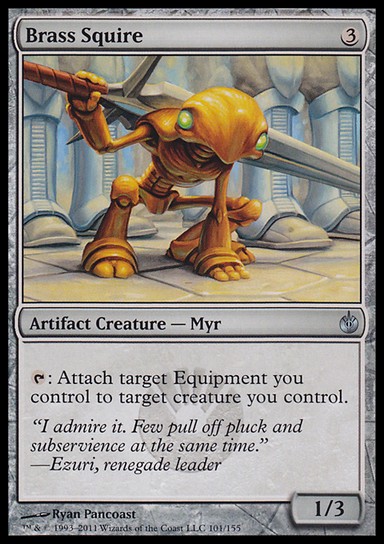 Brass Squire 3
Artifact Creature — Myr
: Attach target Equipment you
control to target creature you control.
“I admire it. Few pull off pluck and
subservience at the same time.”
—Ezuri, renegade leader
Ryan Pancoast
1/3
™ & © 1993–2011 Wizards of the Coast LLC 101/155